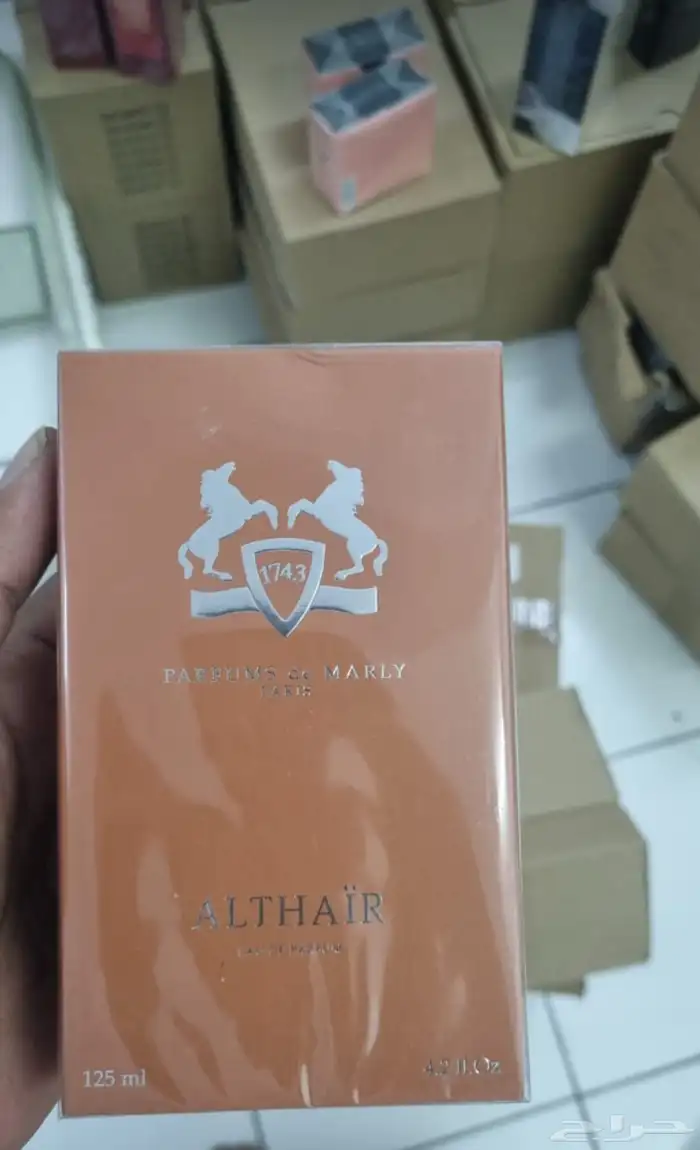 1743
PARFUMS de MARLY
PARIS
ALTHAÏR
EAU DE PARFUM
125 ml
4.2 fl.Oz
حراج